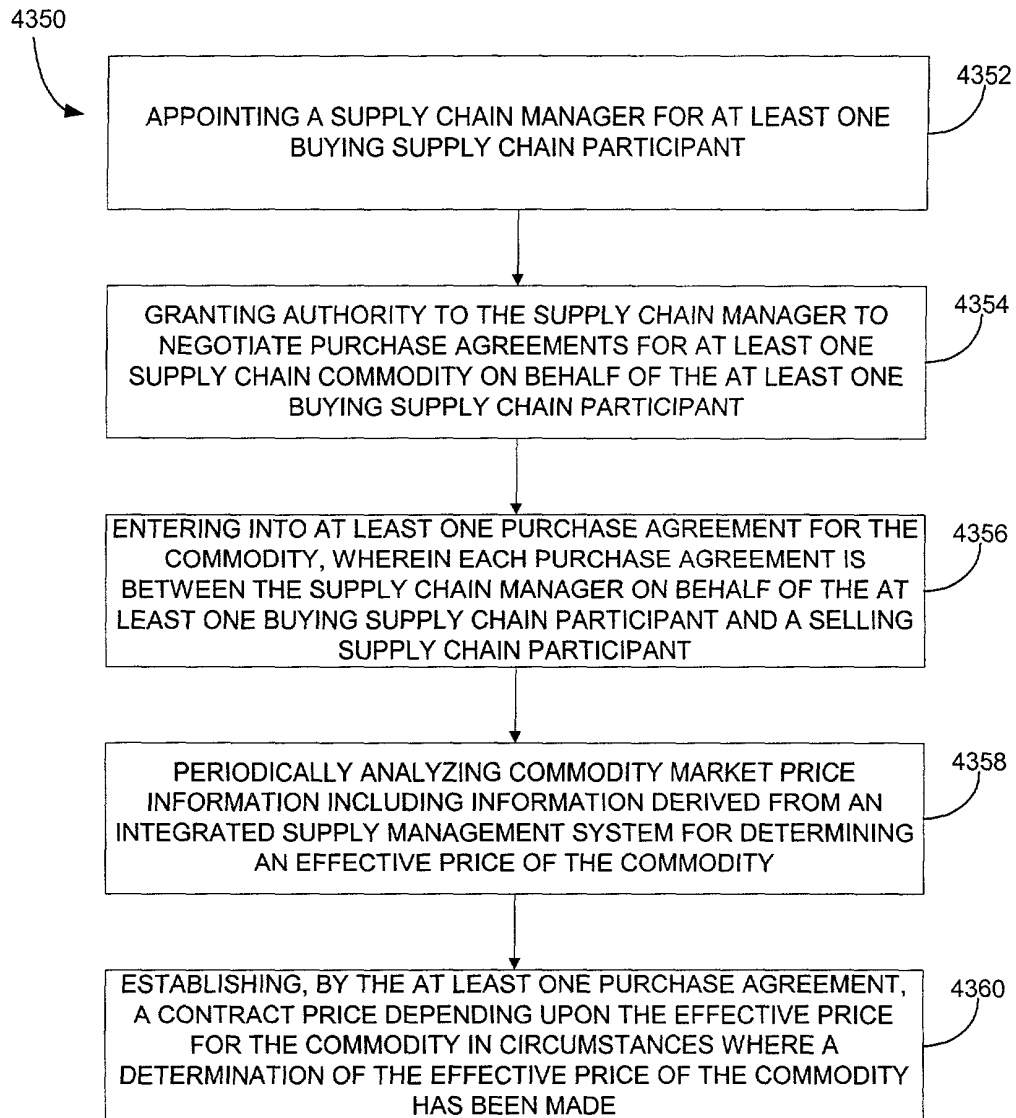 4350
4352
APPOINTING A SUPPLY CHAIN MANAGER FOR AT LEAST ONE
BUYING SUPPLY CHAIN PARTICIPANT
4354
GRANTING AUTHORITY TO THE SUPPLY CHAIN MANAGER TO
NEGOTIATE PURCHASE AGREEMENTS FOR AT LEAST ONE
SUPPLY CHAIN COMMODITY ON BEHALF OF THE AT LEAST ONE
BUYING SUPPLY CHAIN PARTICIPANT
4356
ENTERING INTO AT LEAST ONE PURCHASE AGREEMENT FOR THE
COMMODITY, WHEREIN EACH PURCHASE AGREEMENT IS
BETWEEN THE SUPPLY CHAIN MANAGER ON BEHALF OF THE AT
LEAST ONE BUYING SUPPLY CHAIN PARTICIPANT AND A SELLING
SUPPLY CHAIN PARTICIPANT
4358
PERIODICALLY ANALYZING COMMODITY MARKET PRICE
INFORMATION INCLUDING INFORMATION DERIVED FROM AN
INTEGRATED SUPPLY MANAGEMENT SYSTEM FOR DETERMINING
AN EFFECTIVE PRICE OF THE COMMODITY
4360
ESTABLISHING, BY THE AT LEAST ONE PURCHASE AGREEMENT,
A CONTRACT PRICE DEPENDING UPON THE EFFECTIVE PRICE
FOR THE COMMODITY IN CIRCUMSTANCES WHERE A
DETERMINATION OF THE EFFECTIVE PRICE OF THE COMMODITY
HAS BEEN MADE